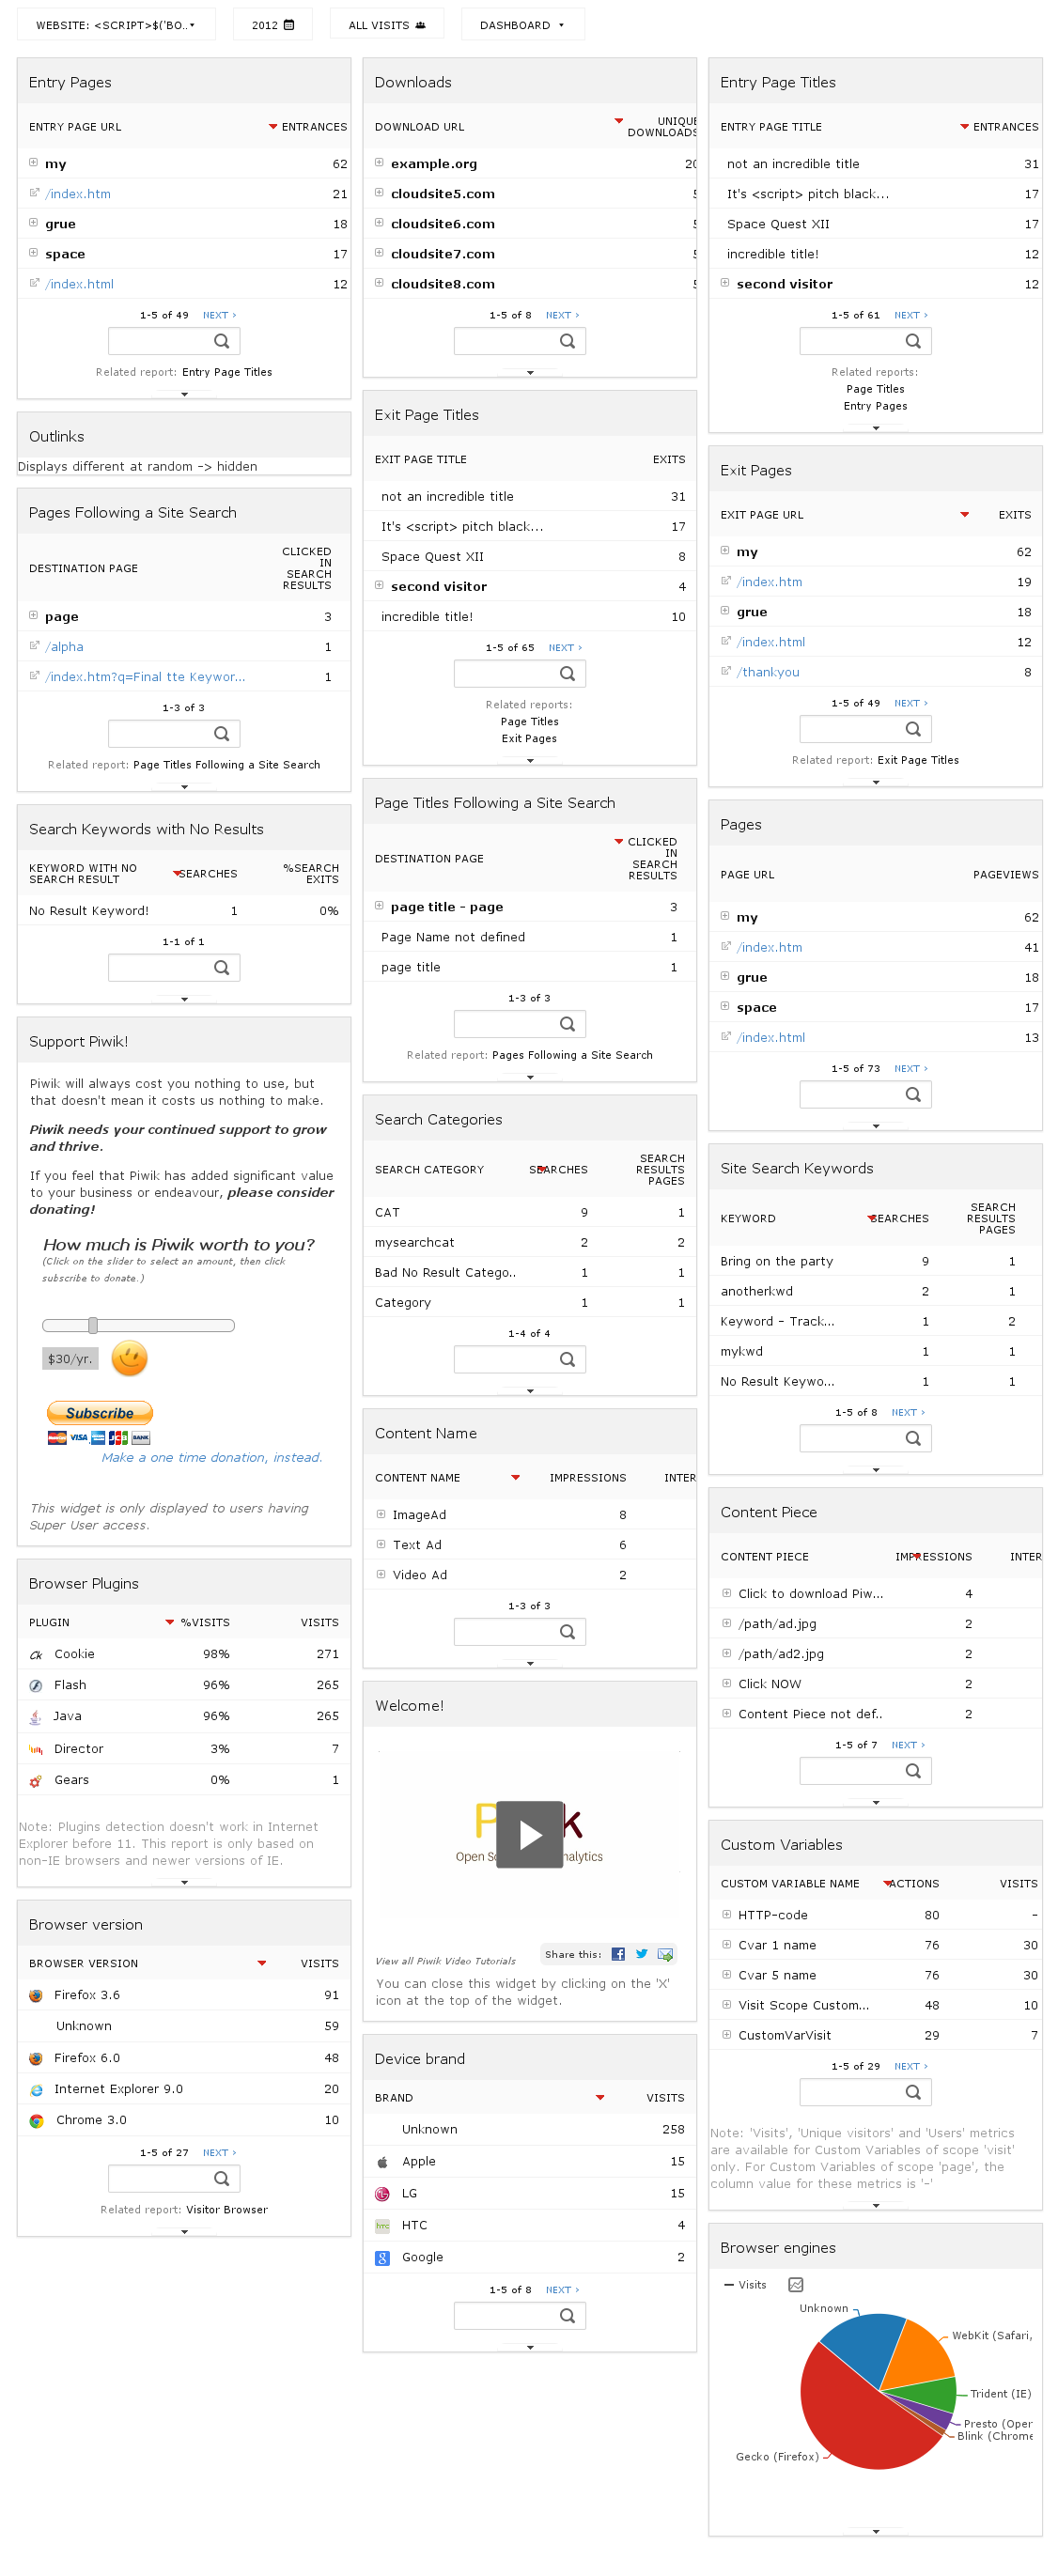 WEBSITE: <SCRIPT>$('BO..
2012
ALL VISITS
DASHBOARD
Entry Pages
ENTRY PAGE URL ENTRANCES
my 62
/index.htm 21
grue 18
space 17
/index.html 12
1-5 of 49 NEXT ›
Related report: Entry Page Titles
Outlinks
Displays different at random -> hidden
Pages Following a Site Search
DESTINATION PAGE CLICKED
IN
SEARCH
RESULTS
page 3
/alpha 1
/index.htm?q=Final tte Keywor... 1
1-3 of 3
Related report: Page Titles Following a Site Search
Search Keywords with No Results
KEYWORD WITH NO SEARCHES %SEARCH
SEARCH RESULT EXITS
No Result Keyword! 1 0%
1-1 of 1
Support Piwik!
Piwik will always cost you nothing to use, but
that doesn't mean it costs us nothing to make.
Piwik needs your continued support to grow
and thrive.
If you feel that Piwik has added significant value
to your business or endeavour, please consider
donating!
How much is Piwik worth to you?
(Click on the slider to select an amount, then click
subscribe to donate.)
$30/yr.
Subscribe
VISA BANK
Make a one time donation, instead.
This widget is only displayed to users having
Super User access.
Browser Plugins
PLUGIN %VISITS VISITS
Cookie 98% 271
Flash 96% 265
Java 96% 265
Director 3% 7
Gears 0% 1
Note: Plugins detection doesn't work in Internet
Explorer before 11. This report is only based on
non-IE browsers and newer versions of IE.
Browser version
BROWSER VERSION VISITS
Firefox 3.6 91
Unknown 59
Firefox 6.0 48
Internet Explorer 9.0 20
Chrome 3.0 10
1-5 of 27 NEXT ›
Related report: Visitor Browser
Downloads
DOWNLOAD URL UNIQUE
DOWNLOADS
example.org 20
cloudsite5.com
cloudsite6.com
cloudsite7.com
cloudsite8.com
1-5 of 8 NEXT ›
Exit Page Titles
EXIT PAGE TITLE EXITS
not an incredible title 31
It's <script> pitch black... 17
Space Quest XII 8
second visitor 4
incredible title! 10
1-5 of 65 NEXT ›
Related reports:
Page Titles
Exit Pages
Page Titles Following a Site Search
DESTINATION PAGE CLICKED
IN
SEARCH
RESULTS
page title - page 3
Page Name not defined 1
page title 1
1-3 of 3
Related report: Pages Following a Site Search
Search Categories
SEARCH CATEGORY SEARCHES SEARCH
RESULTS
PAGES
CAT 9 1
mysearchcat 2 2
Bad No Result Catego.. 1 1
Category 1 1
1-4 of 4
Content Name
CONTENT NAME IMPRESSIONS INTER
ImageAd 8
Text Ad 6
Video Ad 2
1-3 of 3
Welcome!
P k
Open So nalytics
View all Piwik Video Tutorials Share this:
You can close this widget by clicking on the 'X'
icon at the top of the widget.
Device brand
BRAND VISITS
Unknown 258
Apple 15
LG 15
HTC 4
Google 2
1-5 of 8 NEXT ›
Entry Page Titles
ENTRY PAGE TITLE ENTRANCES
not an incredible title 31
It's <script> pitch black... 17
Space Quest XII 17
incredible title! 12
second visitor 12
1-5 of 61 NEXT ›
Related reports:
Page Titles
Entry Pages
Exit Pages
EXIT PAGE URL EXITS
my 62
/index.htm 19
grue 18
/index.html 12
/thankyou 8
1-5 of 49 NEXT ›
Related report: Exit Page Titles
Pages
PAGE URL PAGEVIEWS
my 62
/index.htm 41
grue 18
space 17
/index.html 13
1-5 of 73 NEXT ›
Site Search Keywords
KEYWORD SEARCHES SEARCH
RESULTS
PAGES
Bring on the party 9 1
anotherkwd 2 1
Keyword - Track... 1 2
mykwd 1 1
No Result Keywo... 1 1
1-5 of 8 NEXT ›
Content Piece
CONTENT PIECE IMPRESSIONS INTER
Click to download Piw... 4
/path/ad.jpg 2
/path/ad2.jpg 2
Click NOW 2
Content Piece not def.. 2
1-5 of 7 NEXT ›
Custom Variables
CUSTOM VARIABLE NAME ACTIONS VISITS
HTTP-code 80 -
Cvar 1 name 76 30
Cvar 5 name 76 30
Visit Scope Custom... 48 10
CustomVarVisit 29 7
1-5 of 29 NEXT ›
Note: 'Visits', 'Unique visitors' and 'Users' metrics
are available for Custom Variables of scope 'visit'
only. For Custom Variables of scope 'page', the
column value for these metrics is '-'
Browser engines
Visits
Unknown
WebKit (Safari,
Trident (IE)
Presto (Oper
Blink (Chrome
Gecko (Firefox)